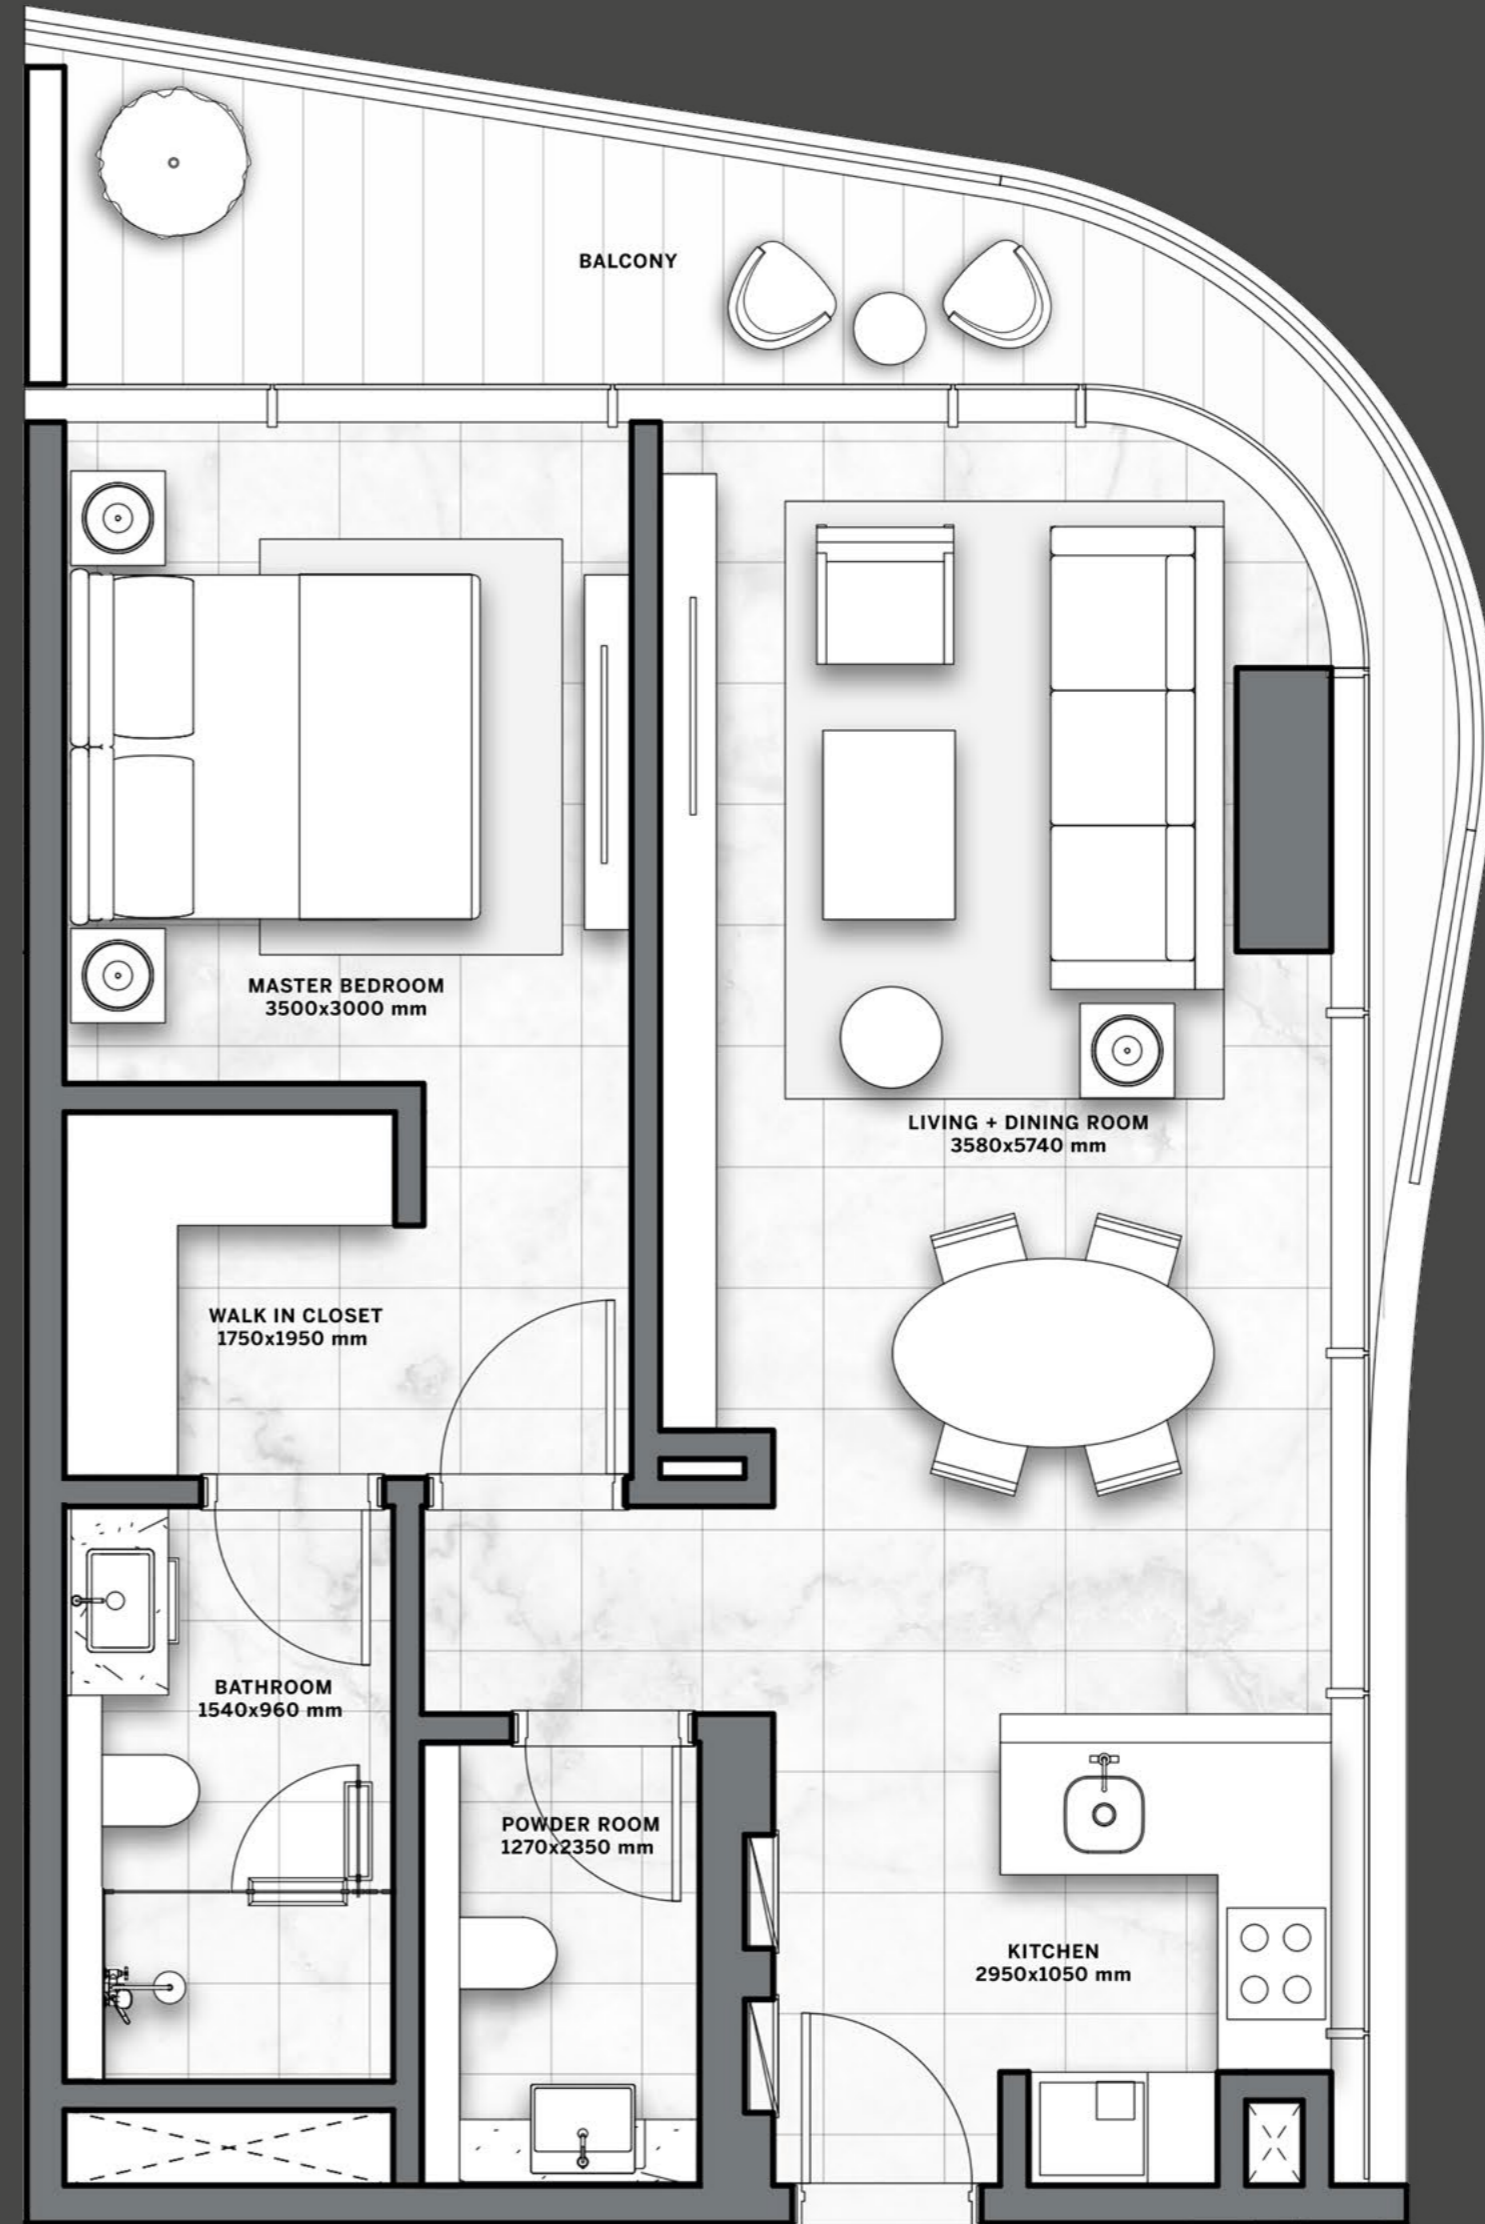 BALCONY
MASTER BEDROOM
3500x3000 mm
LIVING + DINING ROOM
3580x5740 mm
WALK IN CLOSET
1750x1950 mm
BATHROOM
1540x960 mm
POWDER ROOM
1270x2350 mm
KITCHEN
2950x1050 mm